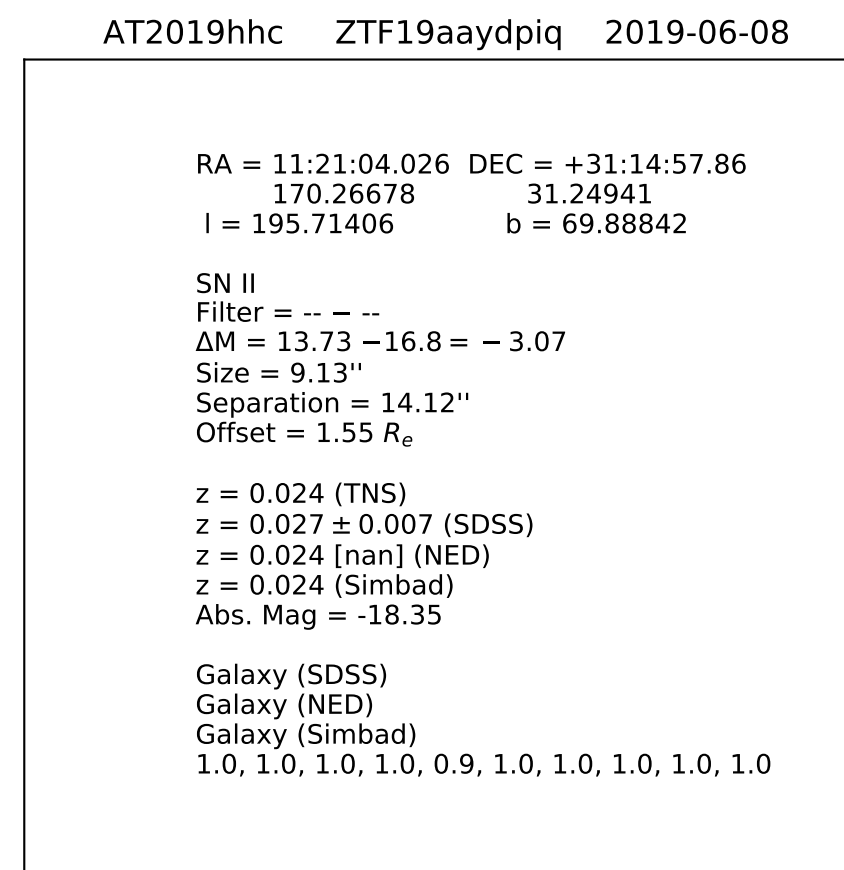 AT2019hhc ZTF19aaydpiq 2019-06-08
RA = 11:21:04.026 DEC = +31:14:57.86
170.26678 31.24941
l = 195.71406 b = 69.88842
SN II
Filter = -- − --
ΔM = 13.73 −16.8 = − 3.07
Size = 9.13''
Separation = 14.12''
Offset = 1.55 Rₑ
z = 0.024 (TNS)
z = 0.027 ± 0.007 (SDSS)
z = 0.024 [nan] (NED)
z = 0.024 (Simbad)
Abs. Mag = -18.35
Galaxy (SDSS)
Galaxy (NED)
Galaxy (Simbad)
1.0, 1.0, 1.0, 1.0, 0.9, 1.0, 1.0, 1.0, 1.0, 1.0